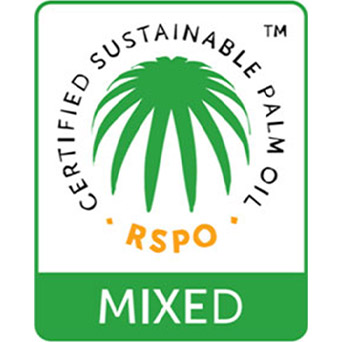 CERTIFIED SUSTAINABLE PALM OIL
TM
· RSPO ·
MIXED